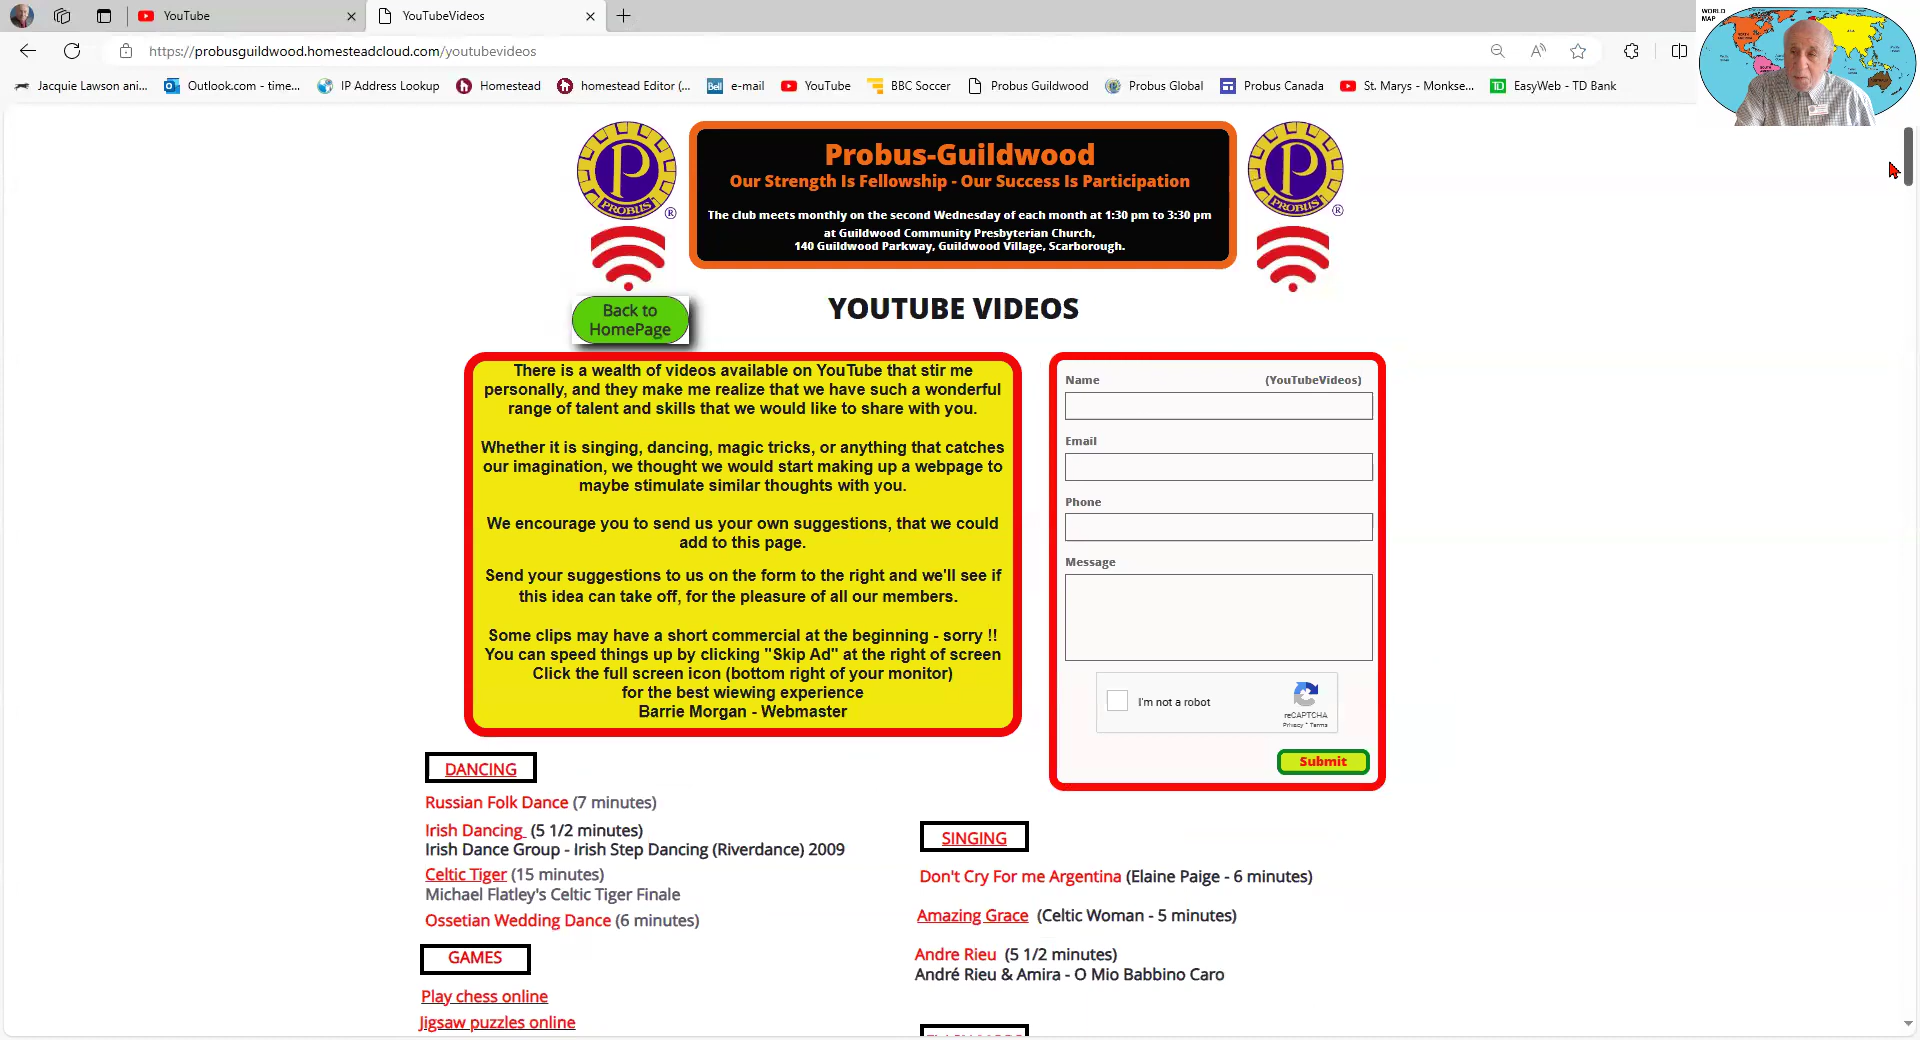 YouTube
YouTubeVideos
https://probusguildwood.homesteadcloud.com/youtubevideos
Jacquie Lawson ani...
Outlook.com - time...
IP Address Lookup
Homestead
homestead Editor (...
Bell
e-mail
YouTube
BBC Soccer
Probus Guildwood
Probus Global
Probus Canada
St. Marys - Monkse...
TD
EasyWeb - TD Bank
WORLD
MAP
P
PROBUS
®
Probus-Guildwood
Our Strength Is Fellowship - Our Success Is Participation
The club meets monthly on the second Wednesday of each month at 1:30 pm to 3:30 pm
at Guildwood Community Presbyterian Church,
140 Guildwood Parkway, Guildwood Village, Scarborough.
P
PROBUS
®
Back to
HomePage
YOUTUBE VIDEOS
There is a wealth of videos available on YouTube that stir me
personally, and they make me realize that we have such a wonderful
range of talent and skills that we would like to share with you.
Whether it is singing, dancing, magic tricks, or anything that catches
our imagination, we thought we would start making up a webpage to
maybe stimulate similar thoughts with you.
We encourage you to send us your own suggestions, that we could
add to this page.
Send your suggestions to us on the form to the right and we'll see if
this idea can take off, for the pleasure of all our members.
Some clips may have a short commercial at the beginning - sorry !!
You can speed things up by clicking "Skip Ad" at the right of screen
Click the full screen icon (bottom right of your monitor)
for the best wiewing experience
Barrie Morgan - Webmaster
Name (YouTubeVideos)
Email
Phone
Message
I'm not a robot
reCAPTCHA
Privacy - Terms
Submit
DANCING
Russian Folk Dance (7 minutes)
Irish Dancing (5 1/2 minutes)
Irish Dance Group - Irish Step Dancing (Riverdance) 2009
Celtic Tiger (15 minutes)
Michael Flatley's Celtic Tiger Finale
Ossetian Wedding Dance (6 minutes)
GAMES
Play chess online
Jigsaw puzzles online
SINGING
Don't Cry For me Argentina (Elaine Paige - 6 minutes)
Amazing Grace (Celtic Woman - 5 minutes)
Andre Rieu (5 1/2 minutes)
André Rieu & Amira - O Mio Babbino Caro